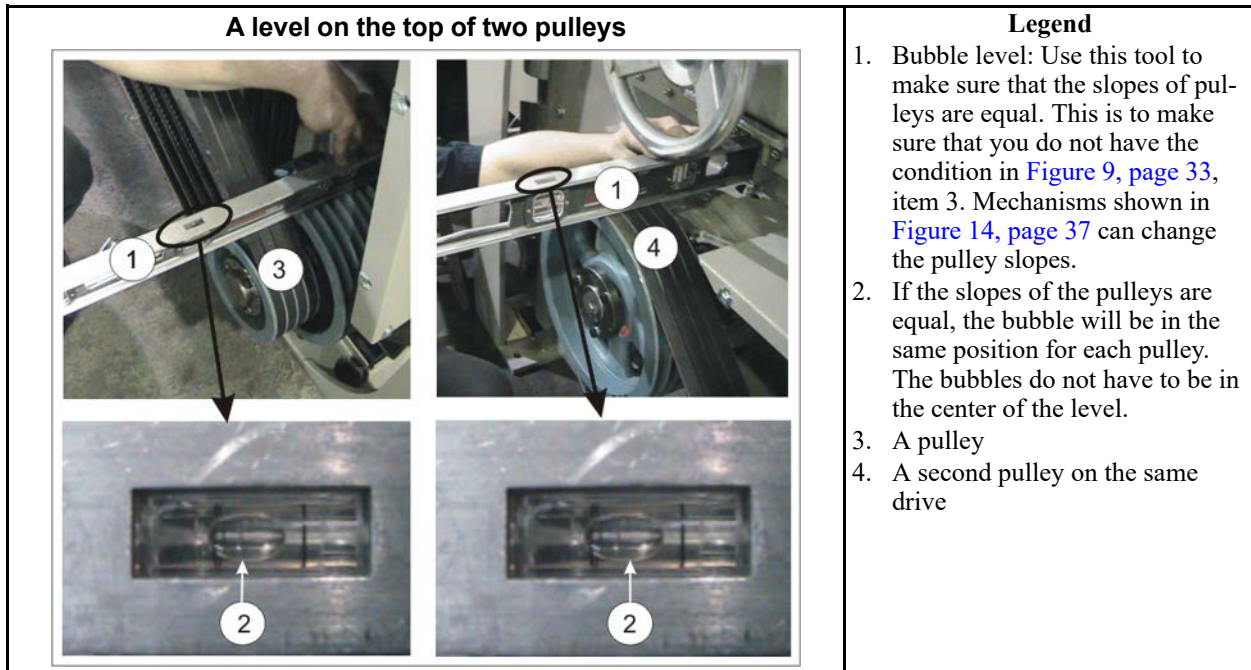 A level on the top of two pulleys
1
3
1
4
2
2
Legend
1. Bubble level: Use this tool to
make sure that the slopes of pul-
leys are equal. This is to make
sure that you do not have the
condition in Figure 9, page 33,
item 3. Mechanisms shown in
Figure 14, page 37 can change
the pulley slopes.
2. If the slopes of the pulleys are
equal, the bubble will be in the
same position for each pulley.
The bubbles do not have to be in
the center of the level.
3. A pulley
4. A second pulley on the same
drive